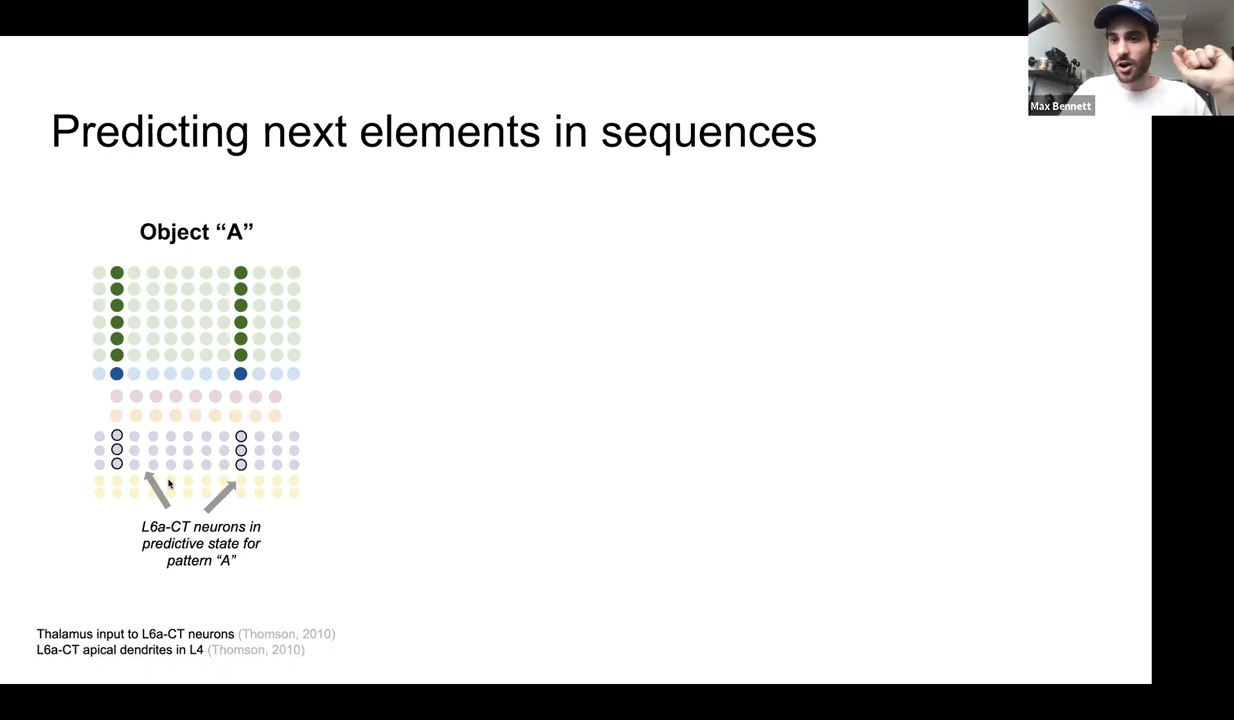 Max Bennett
Predicting next elements in sequences
Object “A”
L6a-CT neurons in
predictive state for
pattern “A”
Thalamus input to L6a-CT neurons (Thomson, 2010)
L6a-CT apical dendrites in L4 (Thomson, 2010)